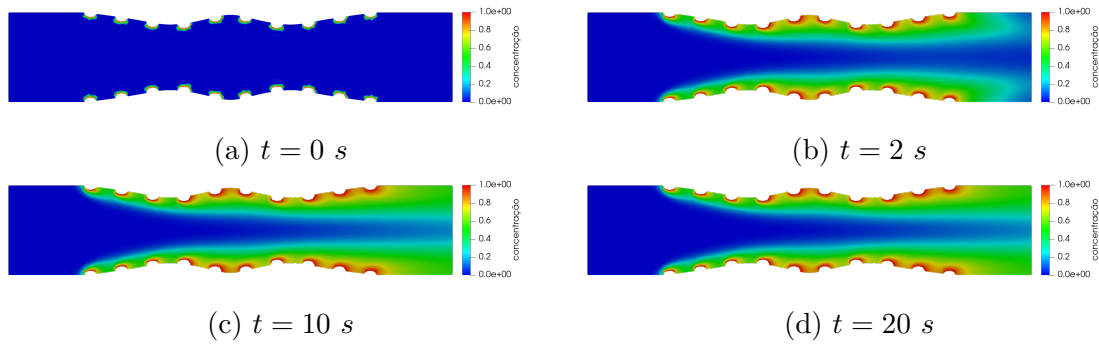 1.0e+00
0.8
0.6
0.4
0.2
0.0e+00
concentração
(a) t = 0 s
1.0e+00
0.8
0.6
0.4
0.2
0.0e+00
concentração
(b) t = 2 s
1.0e+00
0.8
0.6
0.4
0.2
0.0e+00
concentração
(c) t = 10 s
1.0e+00
0.8
0.6
0.4
0.2
0.0e+00
concentração
(d) t = 20 s